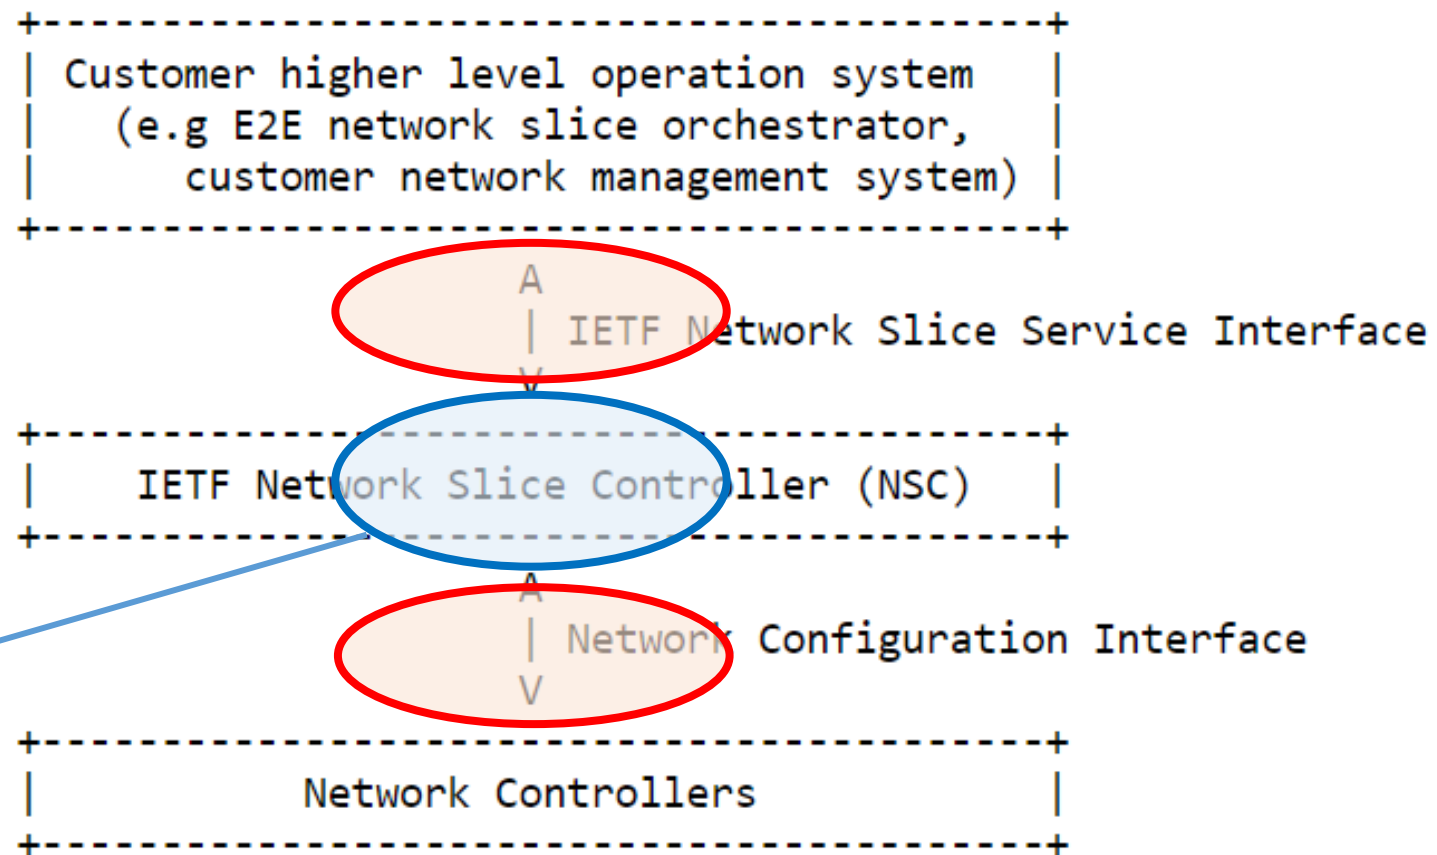 +------------------------------------------+
| Customer higher level operation system |
| (e.g E2E network slice orchestrator, |
| customer network management system) |
+------------------------------------------+
A
| IETF Network Slice Service Interface
V
+------------------------------------------+
| IETF Network Slice Controller (NSC) |
+------------------------------------------+
A
| Network Configuration Interface
V
+------------------------------------------+
| Network Controllers |
+------------------------------------------+